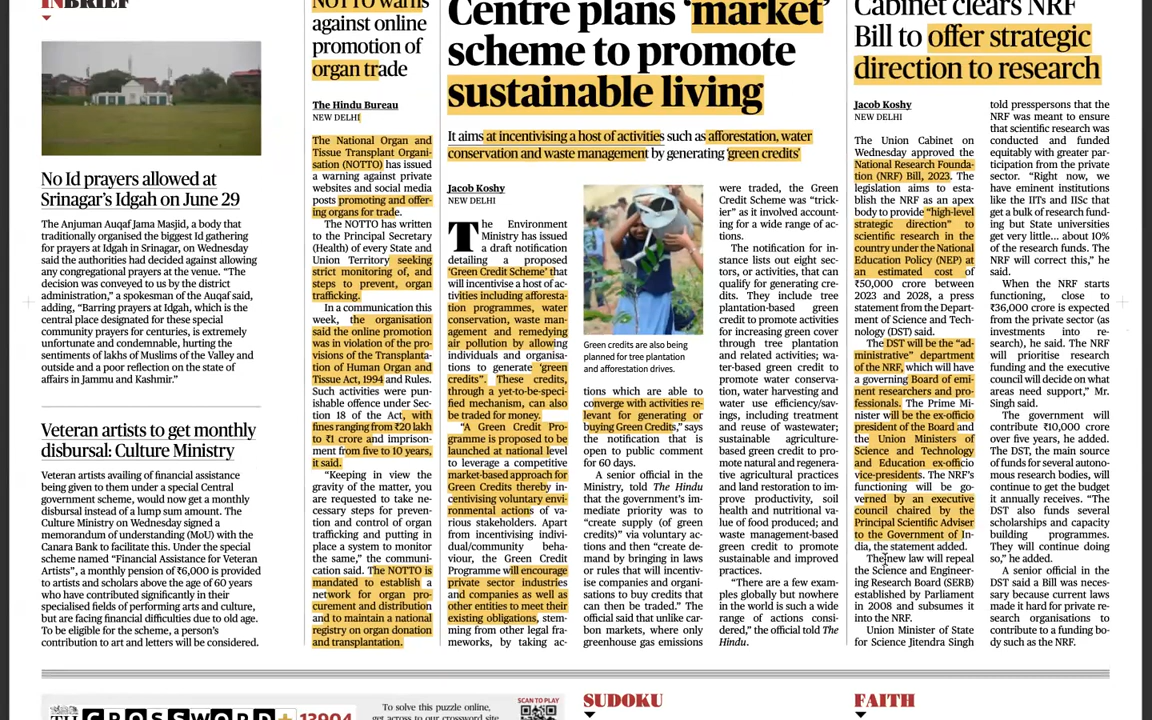 INBRIEF
No Id prayers allowed at
Srinagar's Idgah on June 29
The Anjuman Auqaf Jama Masjid, a body that
traditionally organised the biggest Id gathering
for prayers at Idgah in Srinagar, on Wednesday
said the authorities had decided against allowing
any congregational prayers at the venue. “The
decision was conveyed to us by the district
administration,” a spokesman of the Auqaf said,
adding, “Barring prayers at Idgah, which is the
central place designated for these special
community prayers for centuries, is extremely
unfortunate and condemnable, hurting the
sentiments of lakhs of Muslims of the Valley and
outside and a poor reflection on the state of
affairs in Jammu and Kashmir.”
Veteran artists to get monthly
disbursal: Culture Ministry
Veteran artists availing of financial assistance
being given to them under a special Central
government scheme, would now get a monthly
disbursal instead of a lump sum amount. The
Culture Ministry on Wednesday signed a
memorandum of understanding (MoU) with the
Canara Bank to facilitate this. Under the special
scheme named “Financial Assistance for Veteran
Artists”, a monthly pension of ₹6,000 is provided
to artists and scholars above the age of 60 years
who have contributed significantly in their
specialised fields of performing arts and culture,
but are facing financial difficulties due to old age.
To be eligible for the scheme, a person's
contribution to art and letters will be considered.
NOTTO warns
against online
promotion of
organ trade
The Hindu Bureau
NEW DELHI
The National Organ and
Tissue Transplant Organi-
sation (NOTTO) has issued
a warning against private
websites and social media
posts promoting and offer-
ing organs for trade.
The NOTTO has written
to the Principal Secretary
(Health) of every State and
Union Territory seeking
strict monitoring of, and
steps to prevent, organ
trafficking.
In a communication this
week, the organisation
said the online promotion
was in violation of the pro-
visions of the Transplanta-
tion of Human Organ and
Tissue Act, 1994 and Rules.
Such activities were pun-
ishable offence under Sec-
tion 18 of the Act, with
fines ranging from ₹20 lakh
to ₹1 crore and imprison-
ment from five to 10 years,
it said.
“Keeping in view the
gravity of the matter, you
are requested to take ne-
cessary steps for preven-
tion and control of organ
trafficking and putting in
place a system to monitor
the same,” the communi-
cation said. The NOTTO is
mandated to establish a
network for organ pro-
curement and distribution
and to maintain a national
registry on organ donation
and transplantation.
Centre plans ‘market’
scheme to promote
sustainable living
It aims at incentivising a host of activities such as afforestation, water
conservation and waste management by generating ‘green credits’
Jacob Koshy
NEW DELHI
The Environment
Ministry has issued
a draft notification
detailing a proposed
‘Green Credit Scheme’ that
will incentivise a host of ac-
tivities including afforesta-
tion programmes, water
conservation, waste man-
agement and remedying
air pollution by allowing
individuals and organisa-
tions to generate ‘green
credits”. These credits,
through a yet-to-be-speci-
fied mechanism, can also
be traded for money.
“A Green Credit Pro-
gramme is proposed to be
launched at national level
to leverage a competitive
market-based approach for
Green Credits thereby in-
centivising voluntary envi-
ronmental actions of va-
rious stakeholders. Apart
from incentivising indivi-
dual/community beha-
viour, the Green Credit
Programme will encourage
private sector industries
and companies as well as
other entities to meet their
existing obligations, stem-
ming from other legal fra-
meworks, by taking ac-
Green credits are also being
planned for tree plantation
and afforestation drives.
tions which are able to
converge with activities re-
levant for generating or
buying Green Credits,” says
the notification that is
open to public comment
for 60 days.
A senior official in the
Ministry, told The Hindu
that the government's im-
mediate priority was to
“create supply (of green
credits)” via voluntary ac-
tions and then “create de-
mand by bringing in laws
or rules that will incentiv-
ise companies and organi-
sations to buy credits that
can then be traded.” The
official said that unlike car-
bon markets, where only
greenhouse gas emissions
were traded, the Green
Credit Scheme was “trick-
ier” as it involved account-
ing for a wide range of ac-
tions.
The notification for in-
stance lists out eight sec-
tors, or activities, that can
qualify for generating cre-
dits. They include tree
plantation-based green
credit to promote activities
for increasing green cover
through tree plantation
and related activities; wa-
ter-based green credit to
promote water conserva-
tion, water harvesting and
water use efficiency/sav-
ings, including treatment
and reuse of wastewater;
sustainable agriculture-
based green credit to pro-
mote natural and regenera-
tive agricultural practices
and land restoration to im-
prove productivity, soil
health and nutritional va-
lue of food produced; and
waste management-based
green credit to promote
sustainable and improved
practices.
“There are a few exam-
ples globally but nowhere
in the world is such a wide
range of actions consi-
dered,” the official told The
Hindu.
Cabinet clears NRF
Bill to offer strategic
direction to research
Jacob Koshy
NEW DELHI
The Union Cabinet on
Wednesday approved the
National Research Founda-
tion (NRF) Bill, 2023. The
legislation aims to esta-
blish the NRF as an apex
body to provide “high-level
strategic direction” to
scientific research in the
country under the National
Education Policy (NEP) at
an estimated cost of
₹50,000 crore between
2023 and 2028, a press
statement from the Depart-
ment of Science and Tech-
nology (DST) said.
The DST will be the “ad-
ministrative” department
of the NRF, which will have
a governing Board of emi-
nent researchers and pro-
fessionals. The Prime Mi-
nister will be the ex-officio
president of the Board and
the Union Ministers of
Science and Technology
and Education ex-officio
vice-presidents. The NRF's
functioning will be go-
verned by an executive
council chaired by the
Principal Scientific Adviser
to the Government of In-
dia, the statement added.
The new law will repeal
the Science and Engineer-
ing Research Board (SERB)
established by Parliament
in 2008 and subsumes it
into the NRF.
Union Minister of State
for Science Jitendra Singh
told presspersons that the
NRF was meant to ensure
that scientific research was
conducted and funded
equitably with greater par-
ticipation from the private
sector. “Right now, we
have eminent institutions
like the IITs and IISc that
get a bulk of research fund-
ing but State universities
get very little... about 10%
of the research funds. The
NRF will correct this,” he
said.
When the NRF starts
functioning, close to
₹36,000 crore is expected
from the private sector (as
investments into re-
search), he said. The NRF
will prioritise research
funding and the executive
council will decide on what
areas need support,” Mr.
Singh said.
The government will
contribute ₹10,000 crore
over five years, he added.
The DST, the main source
of funds for several autono-
mous research bodies, will
continue to get the budget
it annually receives. “The
DST also funds several
scholarships and capacity
building programmes.
They will continue doing
so,” he added.
A senior official in the
DST said a Bill was neces-
sary because current laws
made it hard for private re-
search organisations to
contribute to a funding bo-
dy such as the NRF.
CROSSWORD+ 13904
To solve this puzzle online,
get across to our crossword site
SCAN TO PLAY
SUDOKU
FAITH